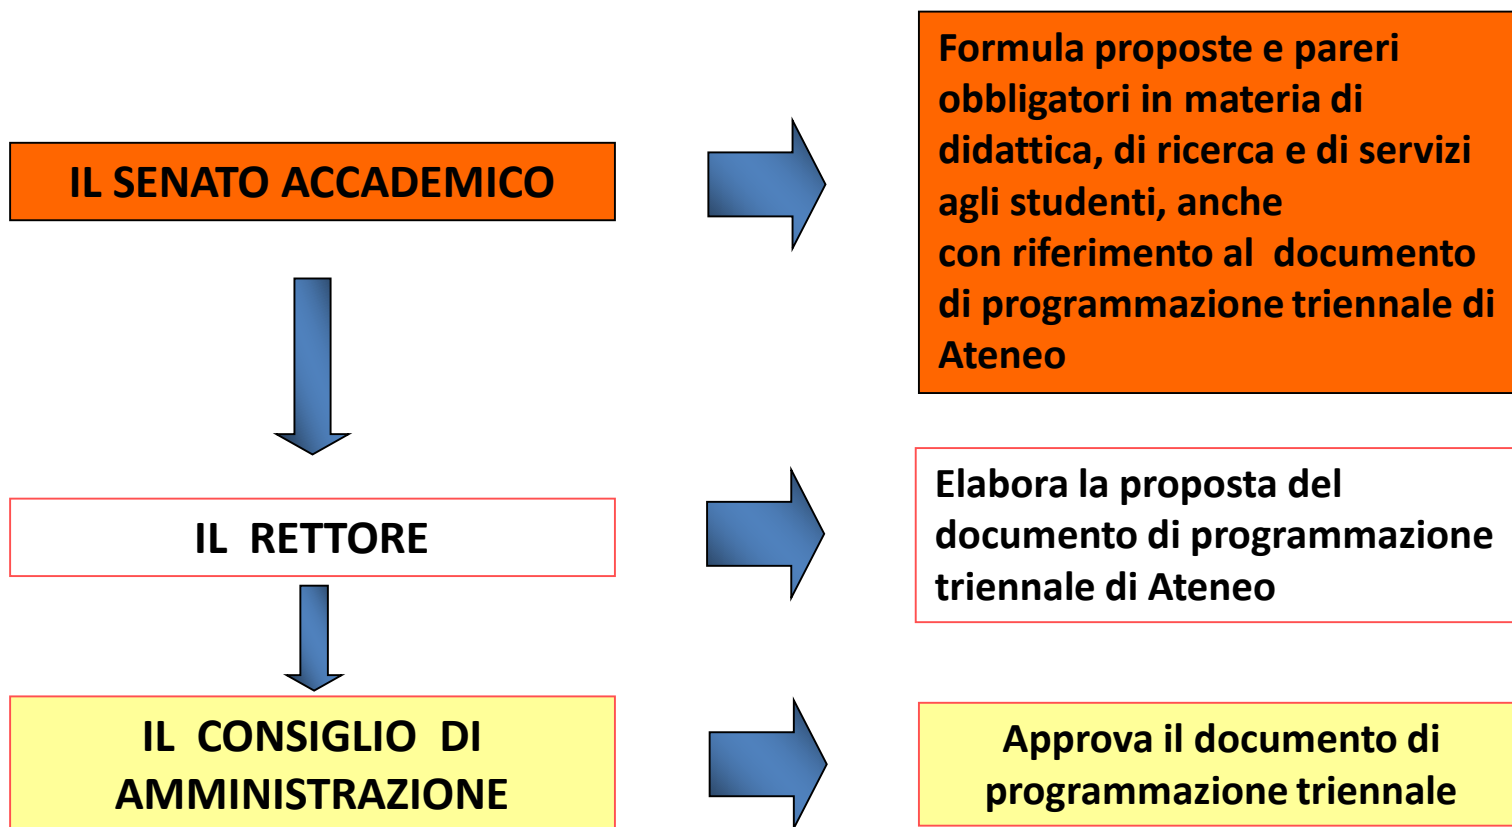 IL SENATO ACCADEMICO
Formula proposte e pareri
obbligatori in materia di
didattica, di ricerca e di servizi
agli studenti, anche
con riferimento al  documento
di programmazione triennale di
Ateneo
IL  RETTORE
Elabora la proposta del
documento di programmazione
triennale di Ateneo
IL  CONSIGLIO  DI
AMMINISTRAZIONE
Approva il documento di
programmazione triennale